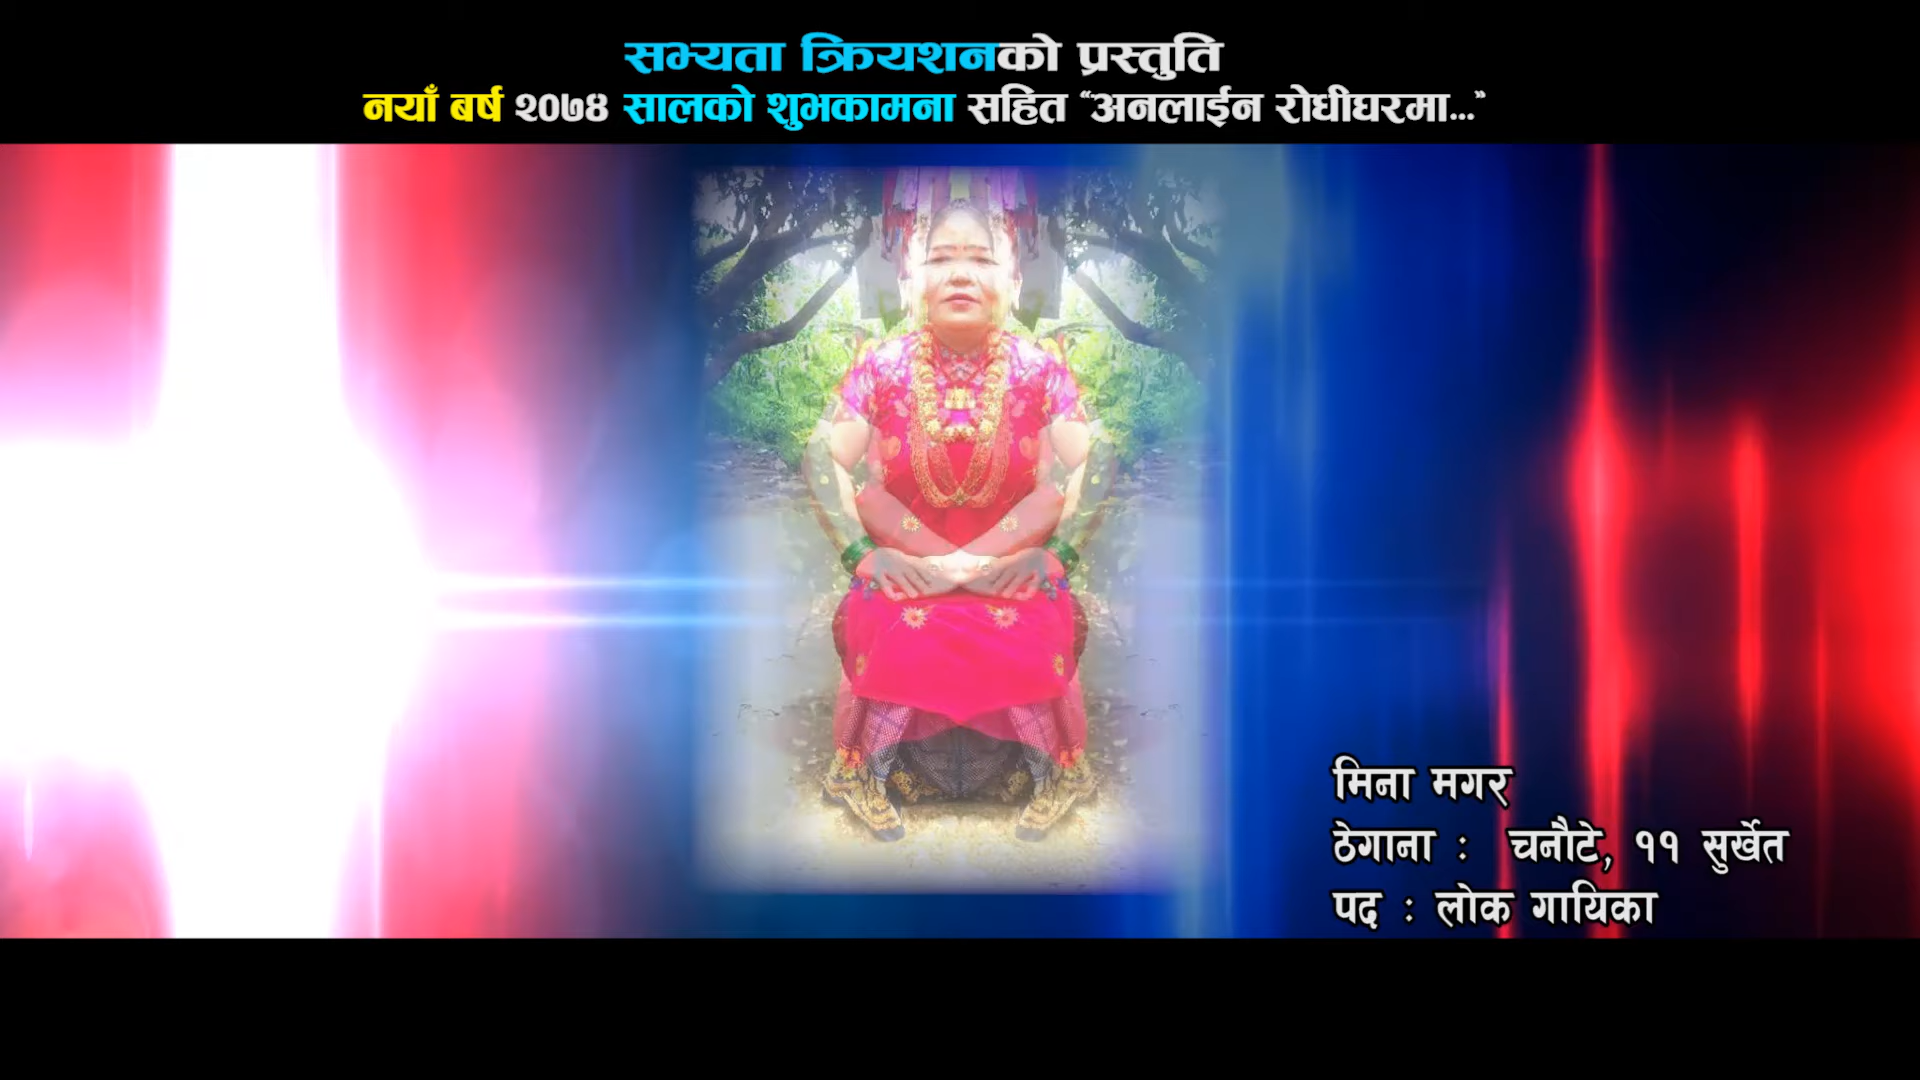 सभ्यता क्रियशनको प्रस्तुति
नयाँ बर्ष २०७४ सालको शुभकामना सहित “अनलाईन रोधीघरमा...”
मिना मगर
ठेगाना : चनौटे, ११ सुर्खेत
पद : लोक गायिका